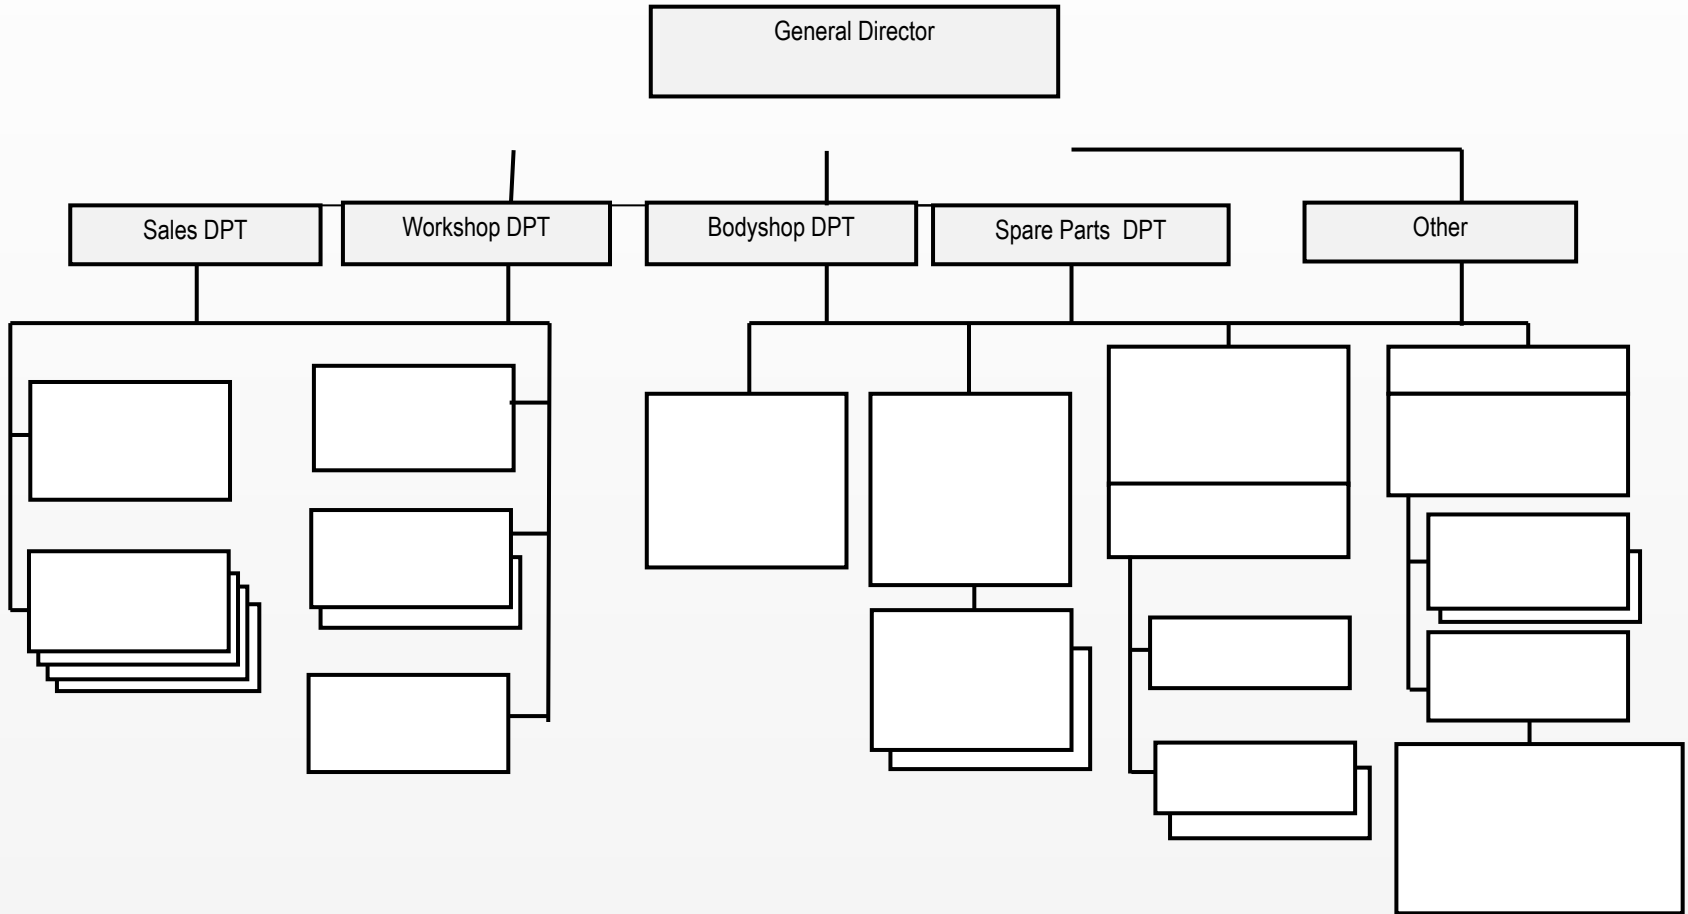 General Director
Sales DPT
Workshop DPT
Bodyshop DPT
Spare Parts  DPT
Other